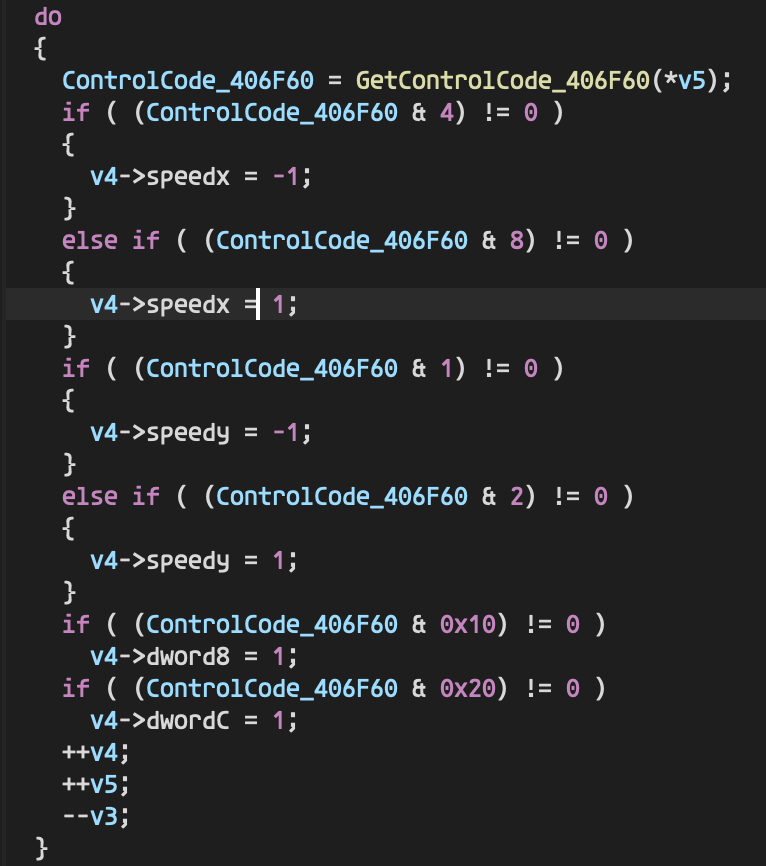 do
{
  ControlCode_406F60 = GetControlCode_406F60(*v5);
  if ( (ControlCode_406F60 & 4) != 0 )
  {
    v4->speedx = -1;
  }
  else if ( (ControlCode_406F60 & 8) != 0 )
  {
    v4->speedx = 1;
  }
  if ( (ControlCode_406F60 & 1) != 0 )
  {
    v4->speedy = -1;
  }
  else if ( (ControlCode_406F60 & 2) != 0 )
  {
    v4->speedy = 1;
  }
  if ( (ControlCode_406F60 & 0x10) != 0 )
    v4->dword8 = 1;
  if ( (ControlCode_406F60 & 0x20) != 0 )
    v4->dwordC = 1;
  ++v4;
  ++v5;
  --v3;
}